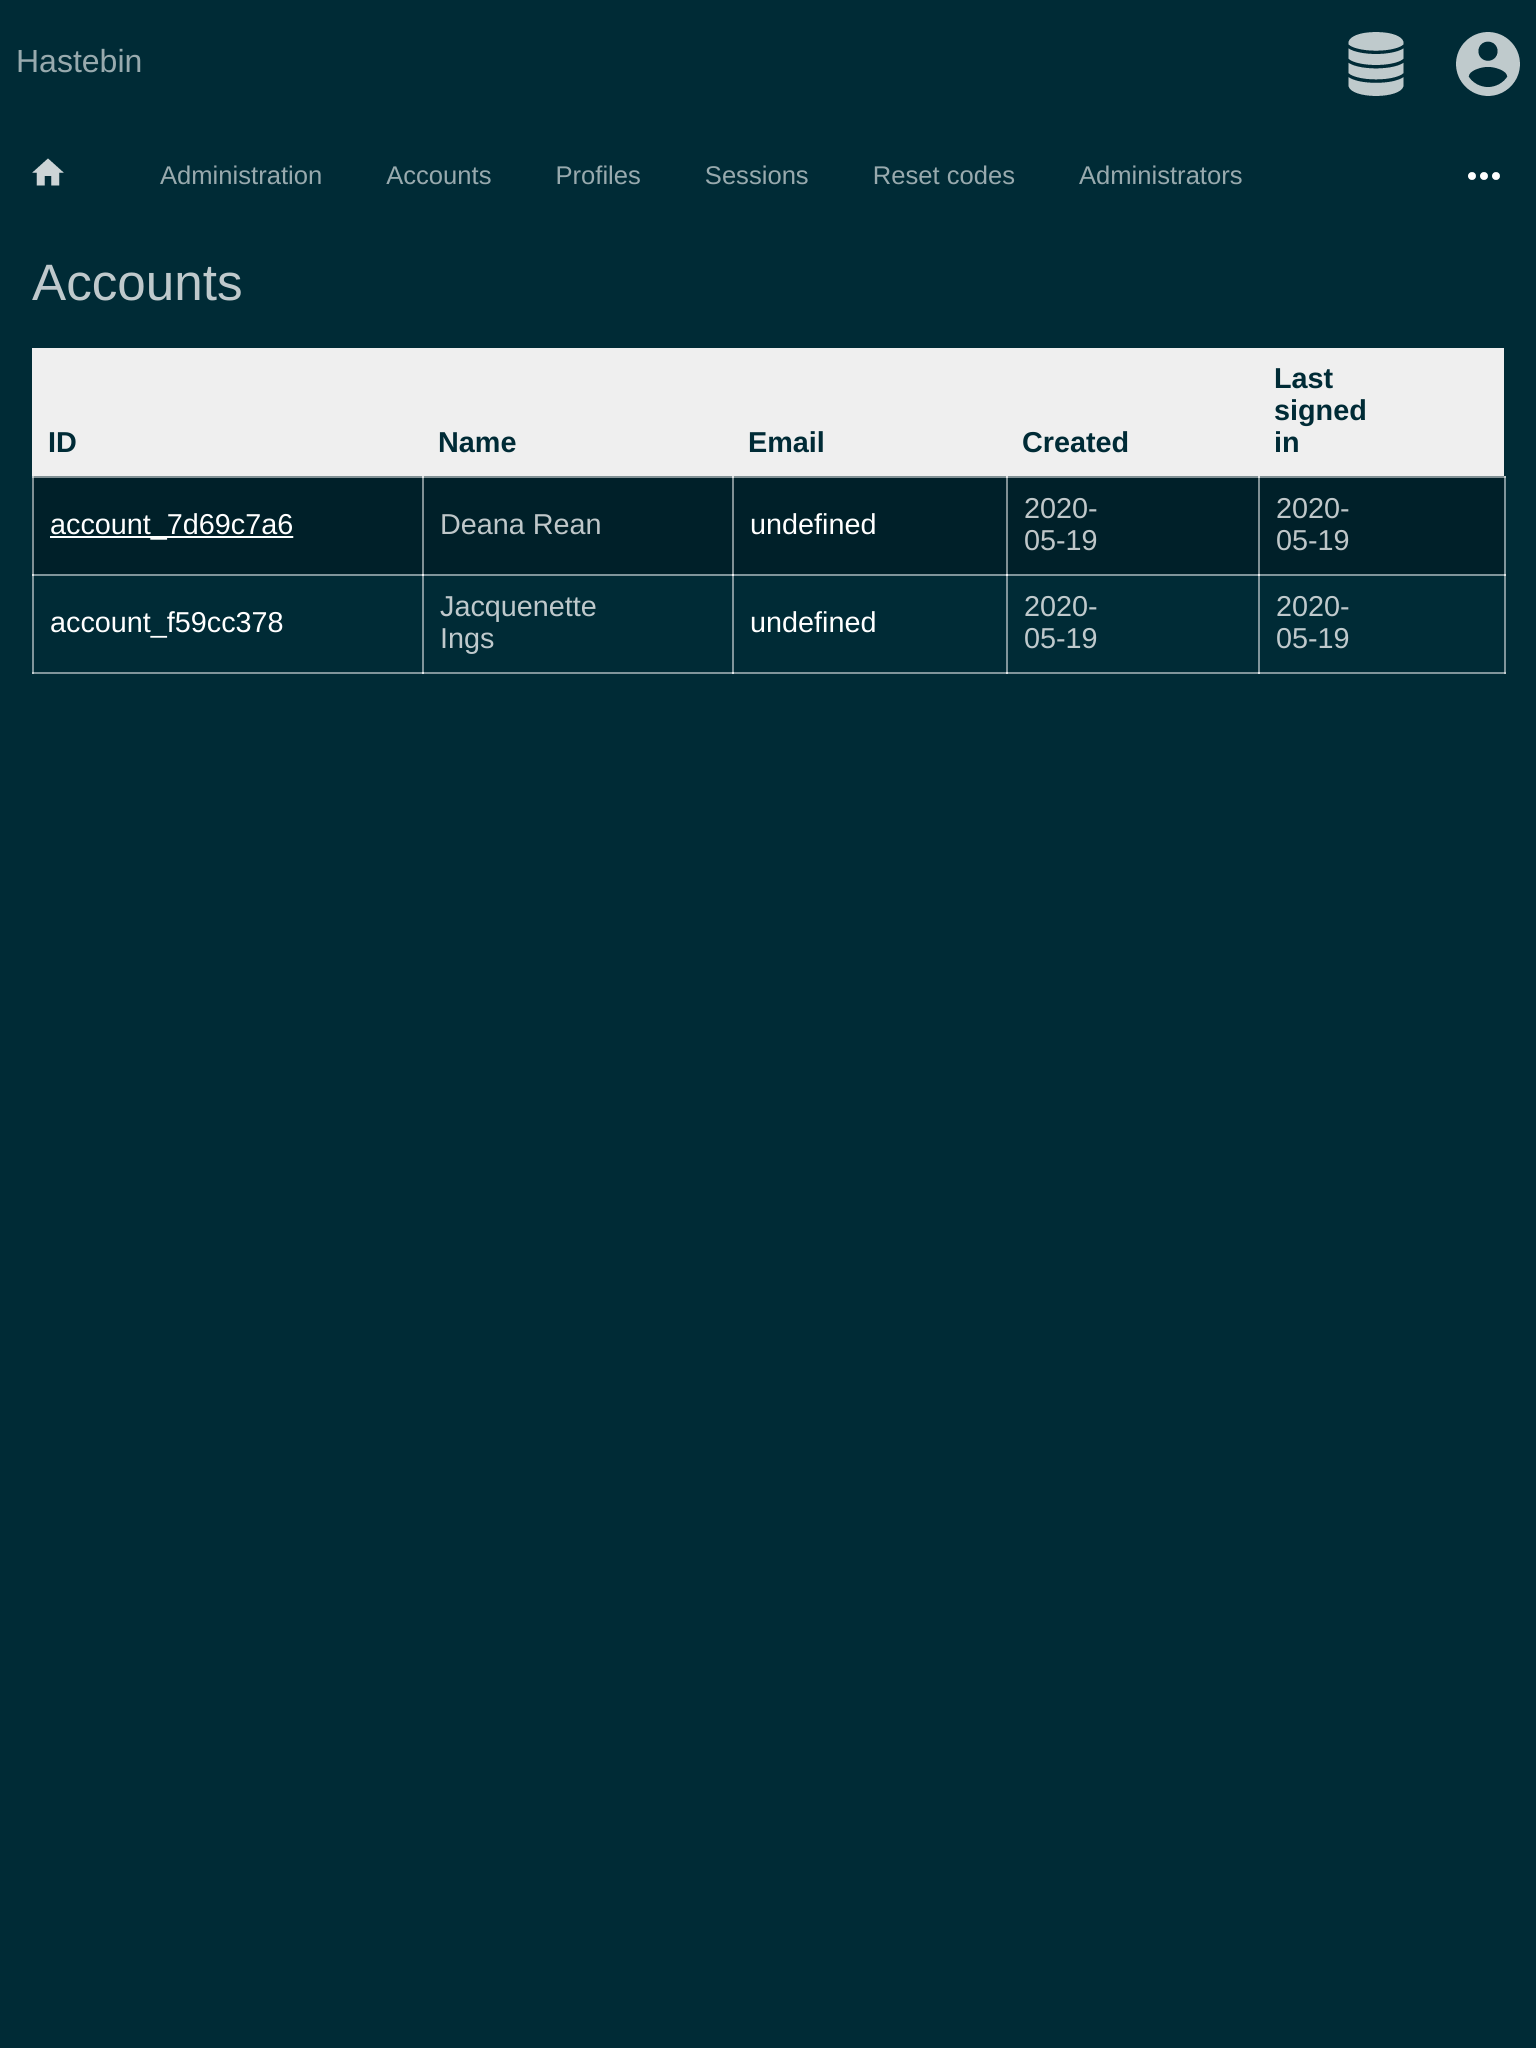 Hastebin
Administration Accounts Profiles Sessions Reset codes Administrators
Accounts
ID Name Email Created Last signed in
account_7d69c7a6 Deana Rean undefined 2020-05-19 2020-05-19
account_f59cc378 Jacquenette Ings undefined 2020-05-19 2020-05-19